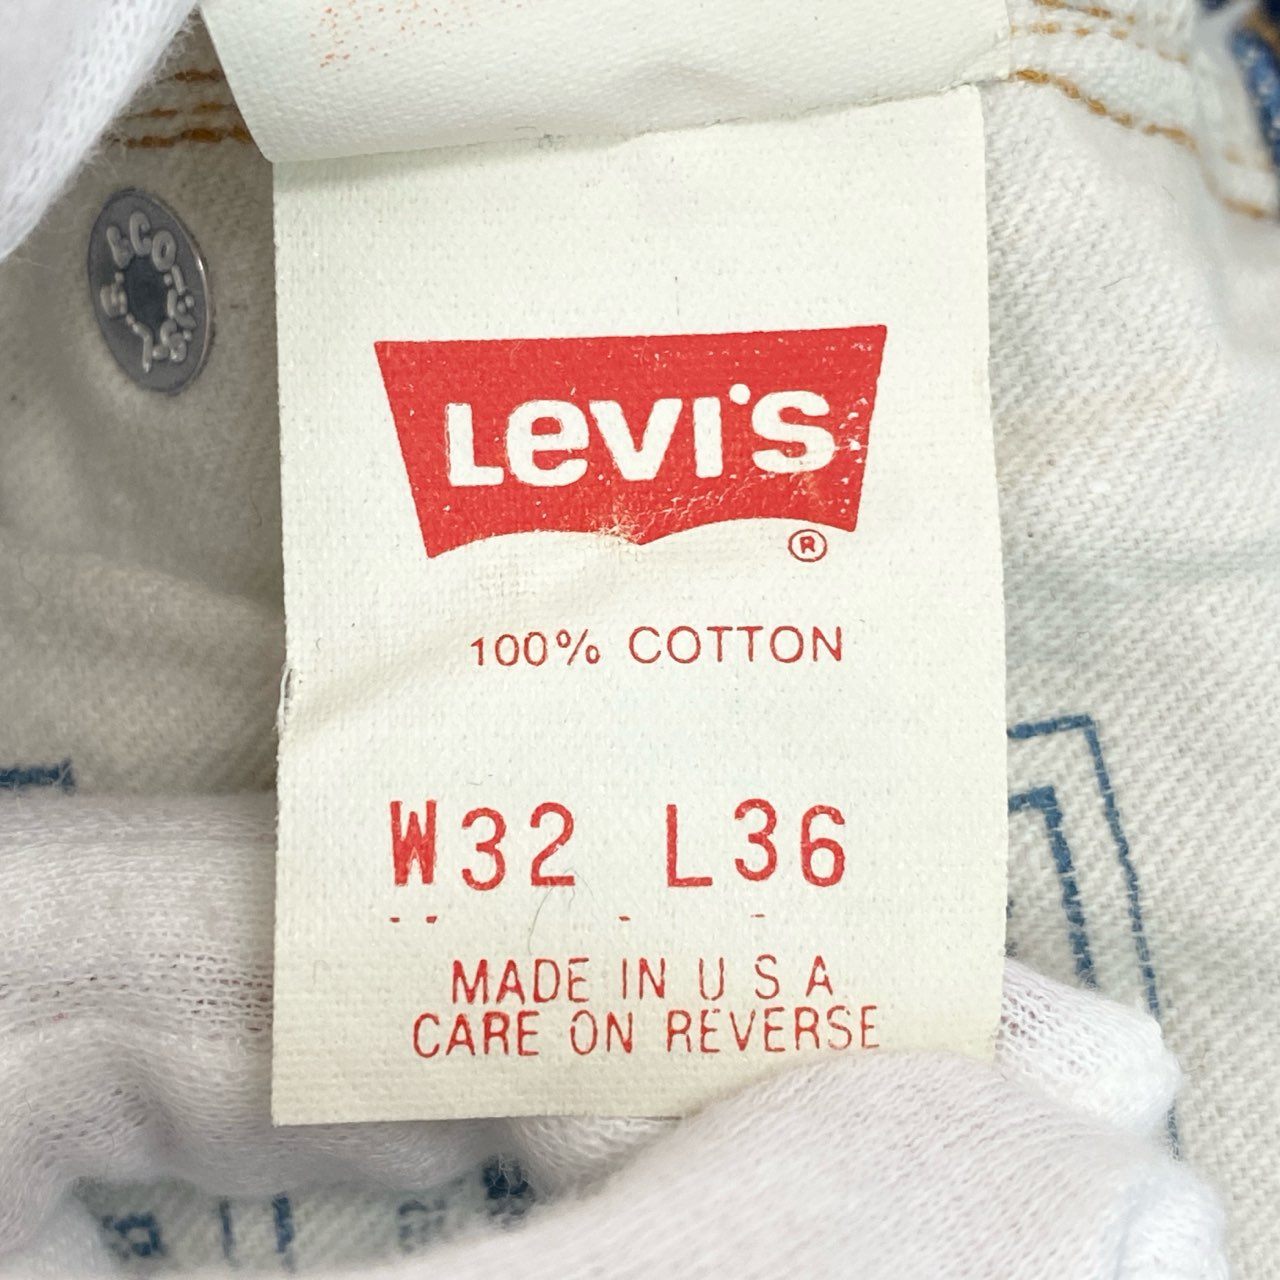 LEVI'S
®
100% COTTON
W32 L36
MADE IN U S A
CARE ON REVERSE